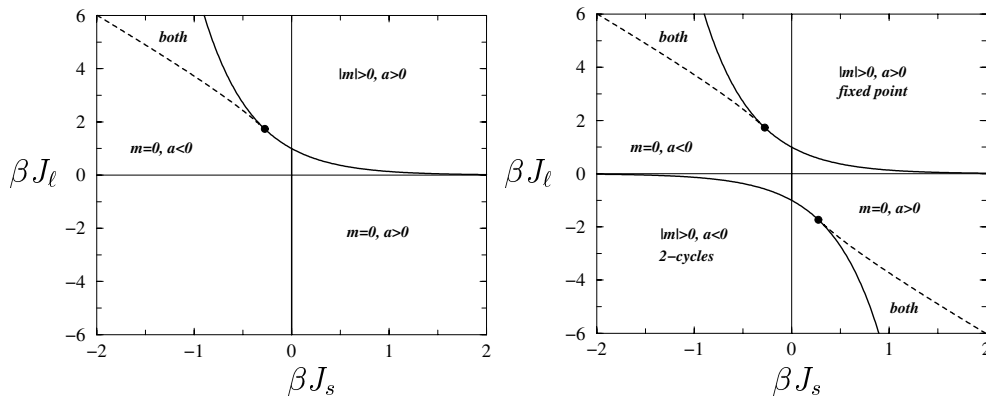 6
both
4
|m|>0, a>0
2
m=0, a<0
βJℓ
0
m=0, a>0
−2
−4
−6
−2
−1
0
1
2
βJs
6
both
4
|m|>0, a>0
fixed point
2
m=0, a<0
βJℓ
0
m=0, a>0
−2
|m|>0, a<0
2−cycles
−4
both
−6
−2
−1
0
1
2
βJs